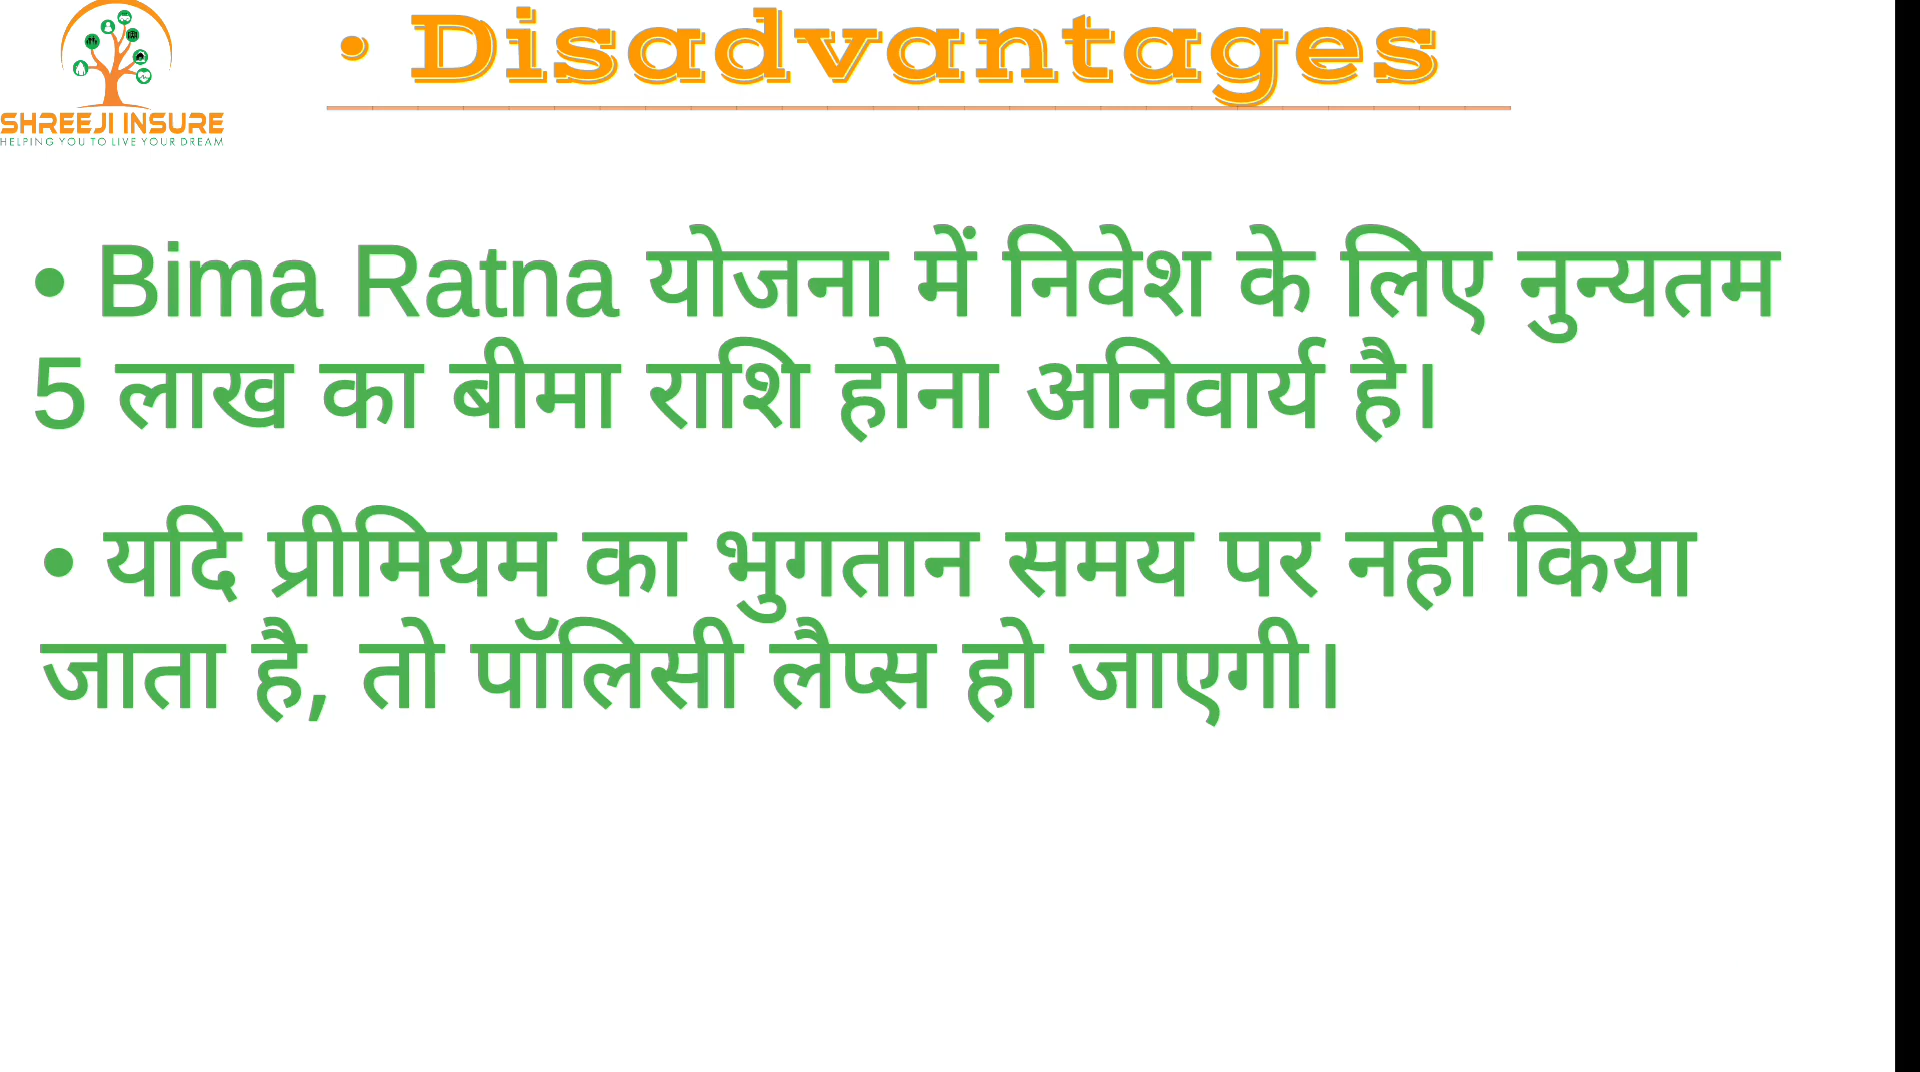 • Disadvantages
SHREEJI INSURE
HELPING YOU TO LIVE YOUR DREAM
• Bima Ratna योजना में निवेश के लिए नुन्यतम
5 लाख का बीमा राशि होना अनिवार्य है।
• यदि प्रीमियम का भुगतान समय पर नहीं किया
जाता है, तो पॉलिसी लैप्स हो जाएगी।